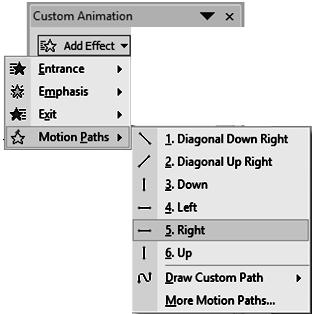 Custom Animation
Add Effect
Entrance
Emphasis
Exit
Motion Paths
1. Diagonal Down Right
2. Diagonal Up Right
3. Down
4. Left
5. Right
6. Up
Draw Custom Path
More Motion Paths...